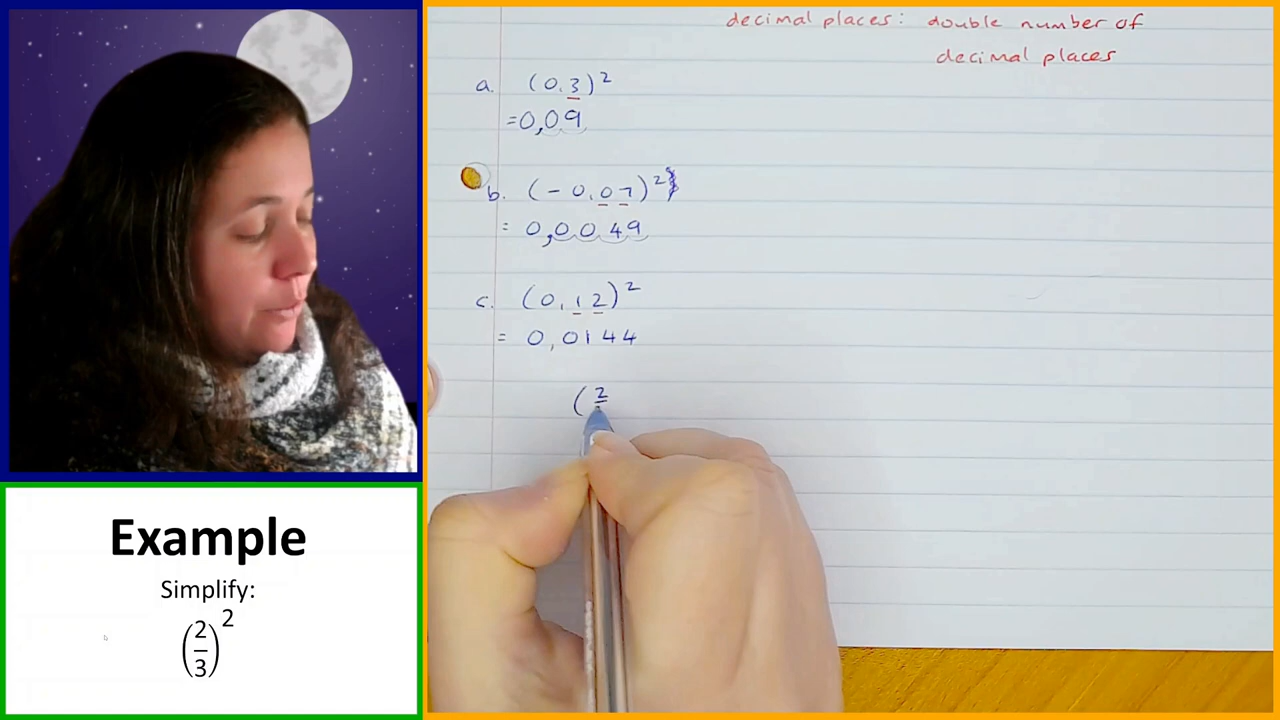 decimal places: double number of
decimal places
a. (0.3)²
=0,09
b. (-0.07)²
= 0,0049
c. (0,12)²
= 0,0144
(2
Example
Simplify:
(2/3)²